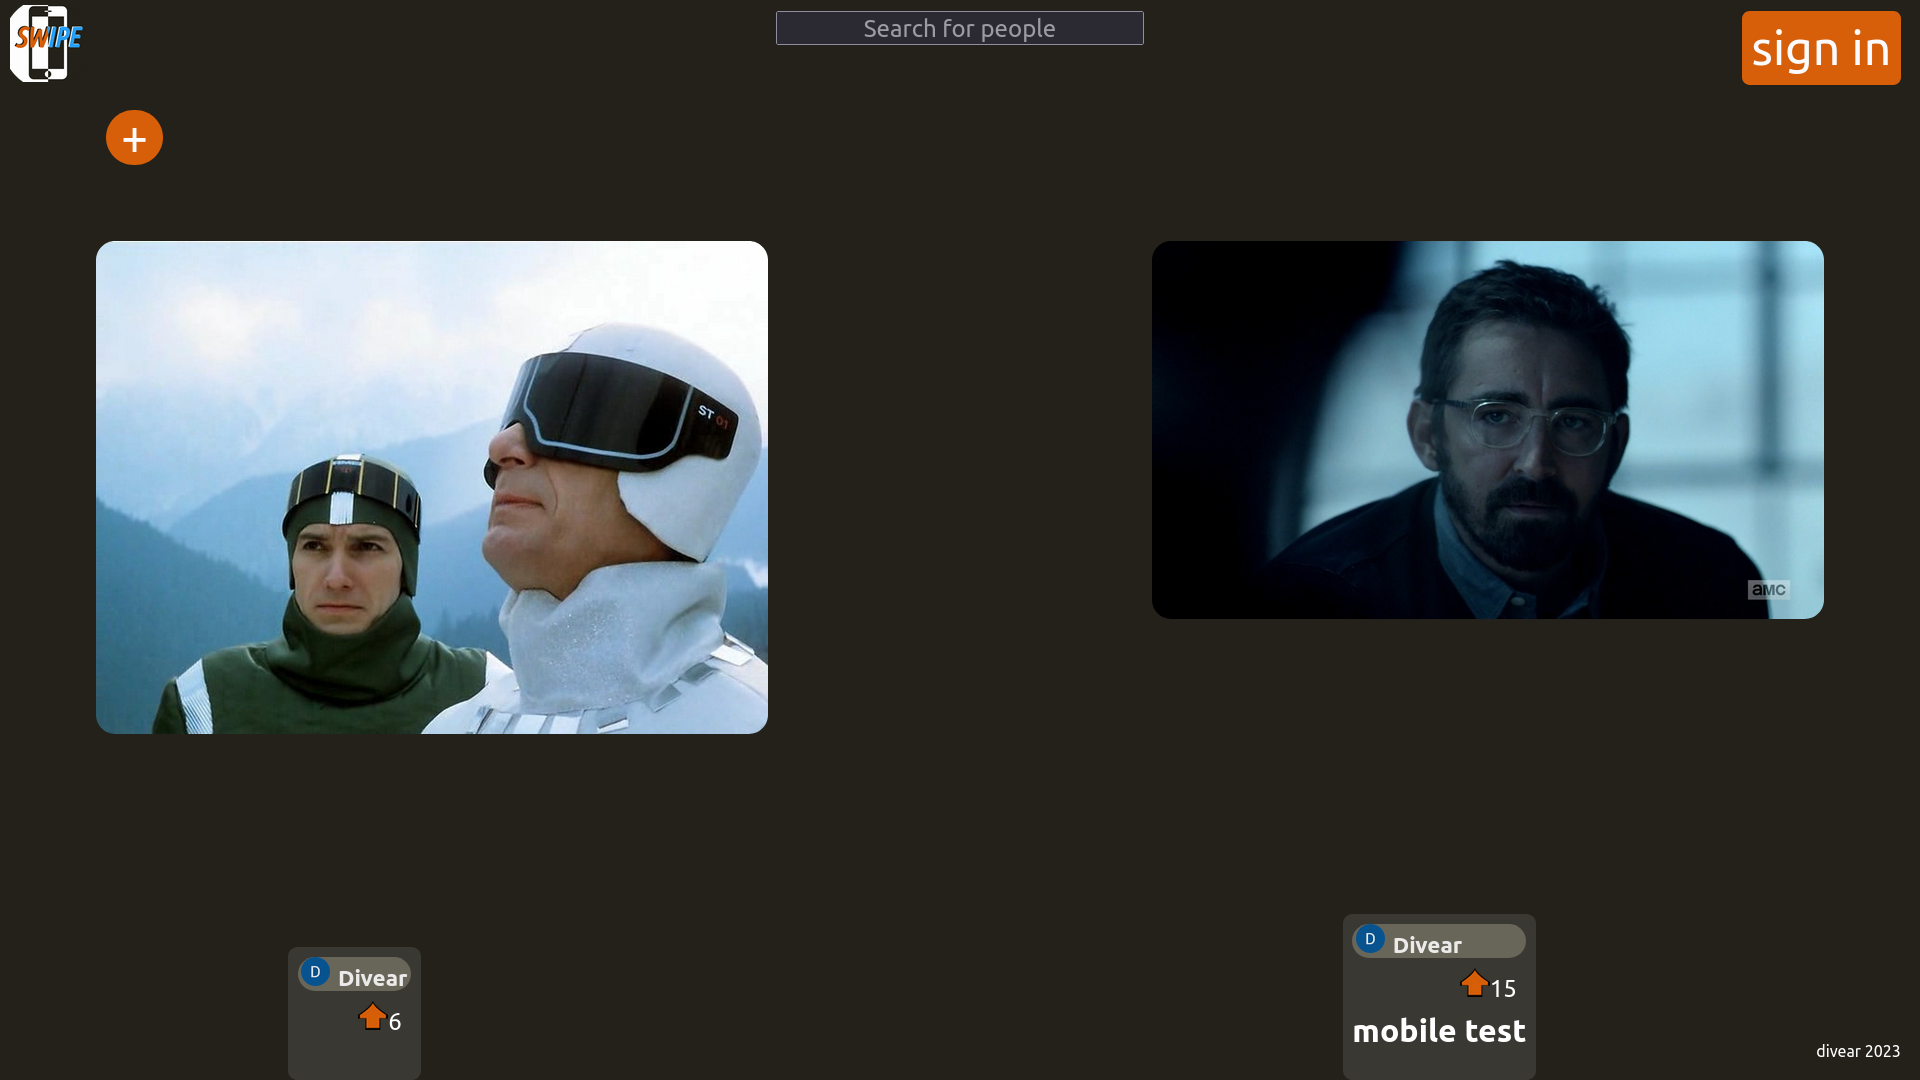 SWIPE
Search for people
sign in
+
ST 01
amc
D Divear
6
D Divear
15
mobile test
divear 2023